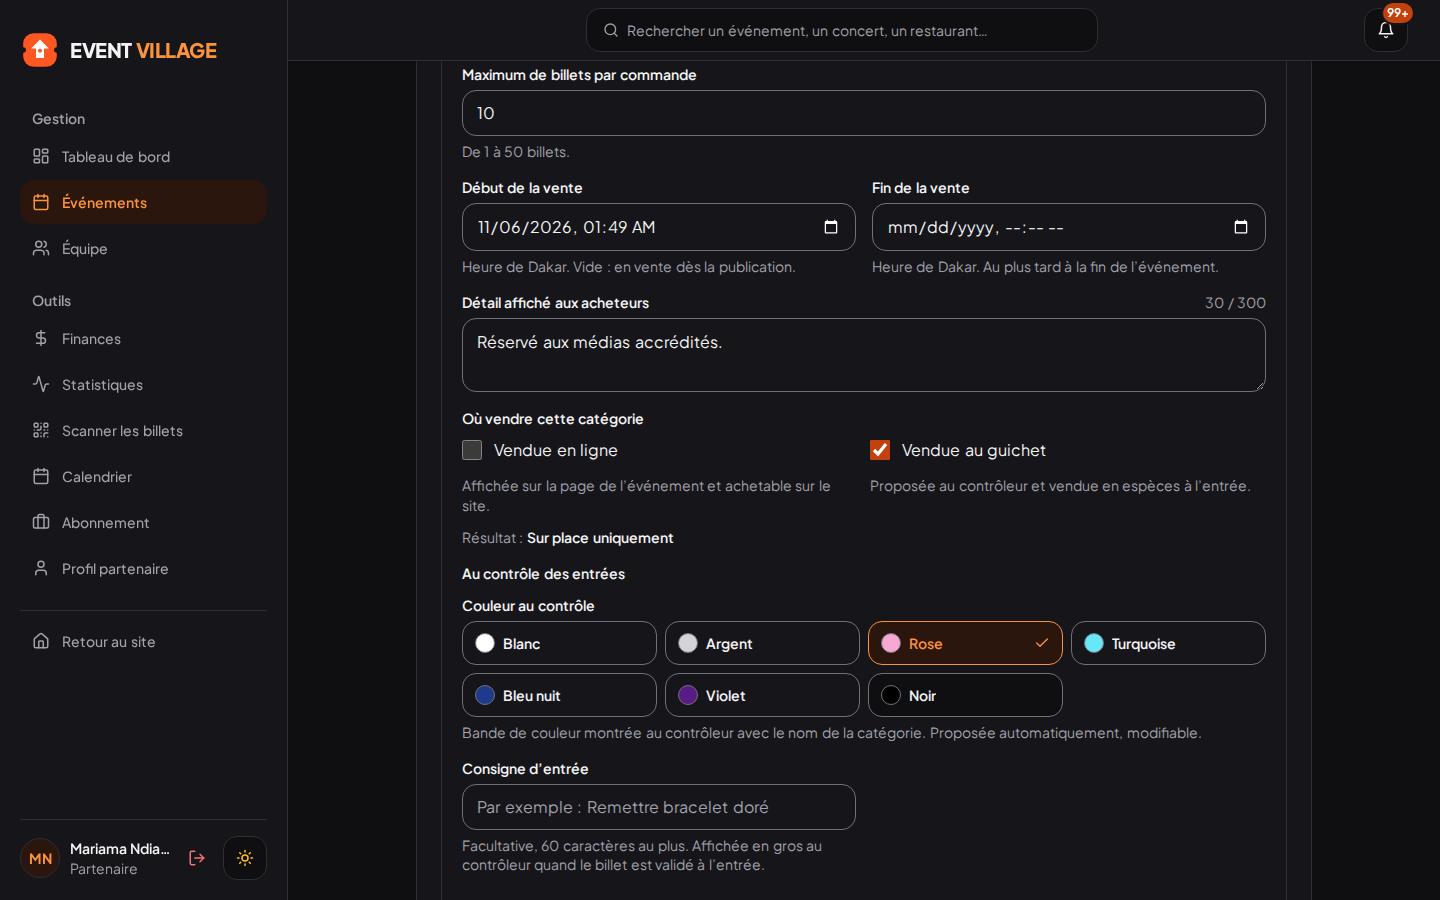 EVENT VILLAGE
Rechercher un événement, un concert, un restaurant...
99+
Gestion
Tableau de bord
Événements
Équipe
Outils
Finances
Statistiques
Scanner les billets
Calendrier
Abonnement
Profil partenaire
Retour au site
MN
Mariama Ndia...
Partenaire
Maximum de billets par commande
10
De 1 à 50 billets.
Début de la vente
Fin de la vente
11/06/2026, 01:49 AM
mm/dd/yyyy, --:-- --
Heure de Dakar. Vide : en vente dès la publication.
Heure de Dakar. Au plus tard à la fin de l’événement.
Détail affiché aux acheteurs
30 / 300
Réservé aux médias accrédités.
Où vendre cette catégorie
Vendue en ligne
Vendue au guichet
Affichée sur la page de l’événement et achetable sur le
site.
Proposée au contrôleur et vendue en espèces à l’entrée.
Résultat : Sur place uniquement
Au contrôle des entrées
Couleur au contrôle
Blanc
Argent
Rose
Turquoise
Bleu nuit
Violet
Noir
Bande de couleur montrée au contrôleur avec le nom de la catégorie. Proposée automatiquement, modifiable.
Consigne d’entrée
Par exemple : Remettre bracelet doré
Facultative, 60 caractères au plus. Affichée en gros au
contrôleur quand le billet est validé à l’entrée.